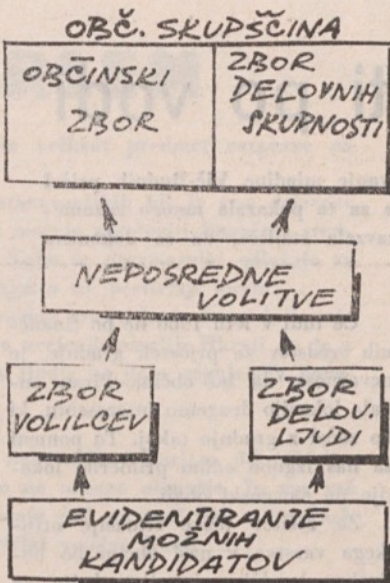 OBČ. SKUPŠČINA
OBČINSKI
ZBOR
ZBOR
DELOVNIH
SKUPNOSTI
NEPOSREDNE
VOLITVE
ZBOR
VOLILCEV
ZBOR
DELOV.
LJUDI
EVIDENTIRANJE
MOŽNIH
KANDIDATOV